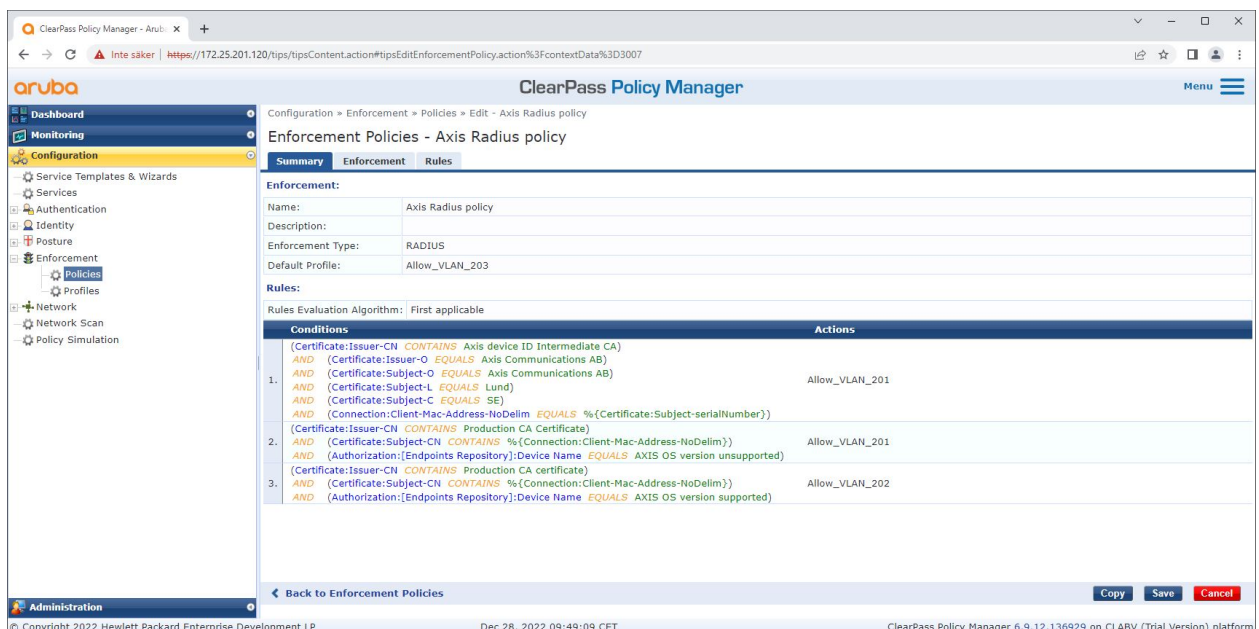 ClearPass Policy Manager - Arub
Inte säker | https://172.25.201.120/tips/tipsContent.action#tipsEditEnforcementPolicy.action%3FcontextData%3D3007
aruba
ClearPass Policy Manager
Menu
Dashboard
Monitoring
Configuration
Service Templates & Wizards
Services
Authentication
Identity
Posture
Enforcement
Policies
Profiles
Network
Network Scan
Policy Simulation
Administration
Configuration » Enforcement » Policies » Edit - Axis Radius policy
Enforcement Policies - Axis Radius policy
Summary Enforcement Rules
Enforcement:
Name: Axis Radius policy
Description:
Enforcement Type: RADIUS
Default Profile: Allow_VLAN_203
Rules:
Rules Evaluation Algorithm: First applicable
Conditions Actions
(Certificate:Issuer-CN CONTAINS Axis device ID Intermediate CA)
AND (Certificate:Issuer-O EQUALS Axis Communications AB)
AND (Certificate:Subject-O EQUALS Axis Communications AB)
1. AND (Certificate:Subject-L EQUALS Lund) Allow_VLAN_201
AND (Certificate:Subject-C EQUALS SE)
AND (Connection:Client-Mac-Address-NoDelim EQUALS %{Certificate:Subject-serialNumber})
(Certificate:Issuer-CN CONTAINS Production CA Certificate)
2. AND (Certificate:Subject-CN CONTAINS %{Connection:Client-Mac-Address-NoDelim}) Allow_VLAN_201
AND (Authorization:[Endpoints Repository]:Device Name EQUALS AXIS OS version unsupported)
(Certificate:Issuer-CN CONTAINS Production CA certificate)
3. AND (Certificate:Subject-CN CONTAINS %{Connection:Client-Mac-Address-NoDelim}) Allow_VLAN_202
AND (Authorization:[Endpoints Repository]:Device Name EQUALS AXIS OS version supported)
Back to Enforcement Policies Copy Save Cancel
© Copyright 2022 Hewlett Packard Enterprise Development LP Dec 28, 2022 09:49:09 CET ClearPass Policy Manager 6.9.12.136929 on CLABV (Trial Version) platform